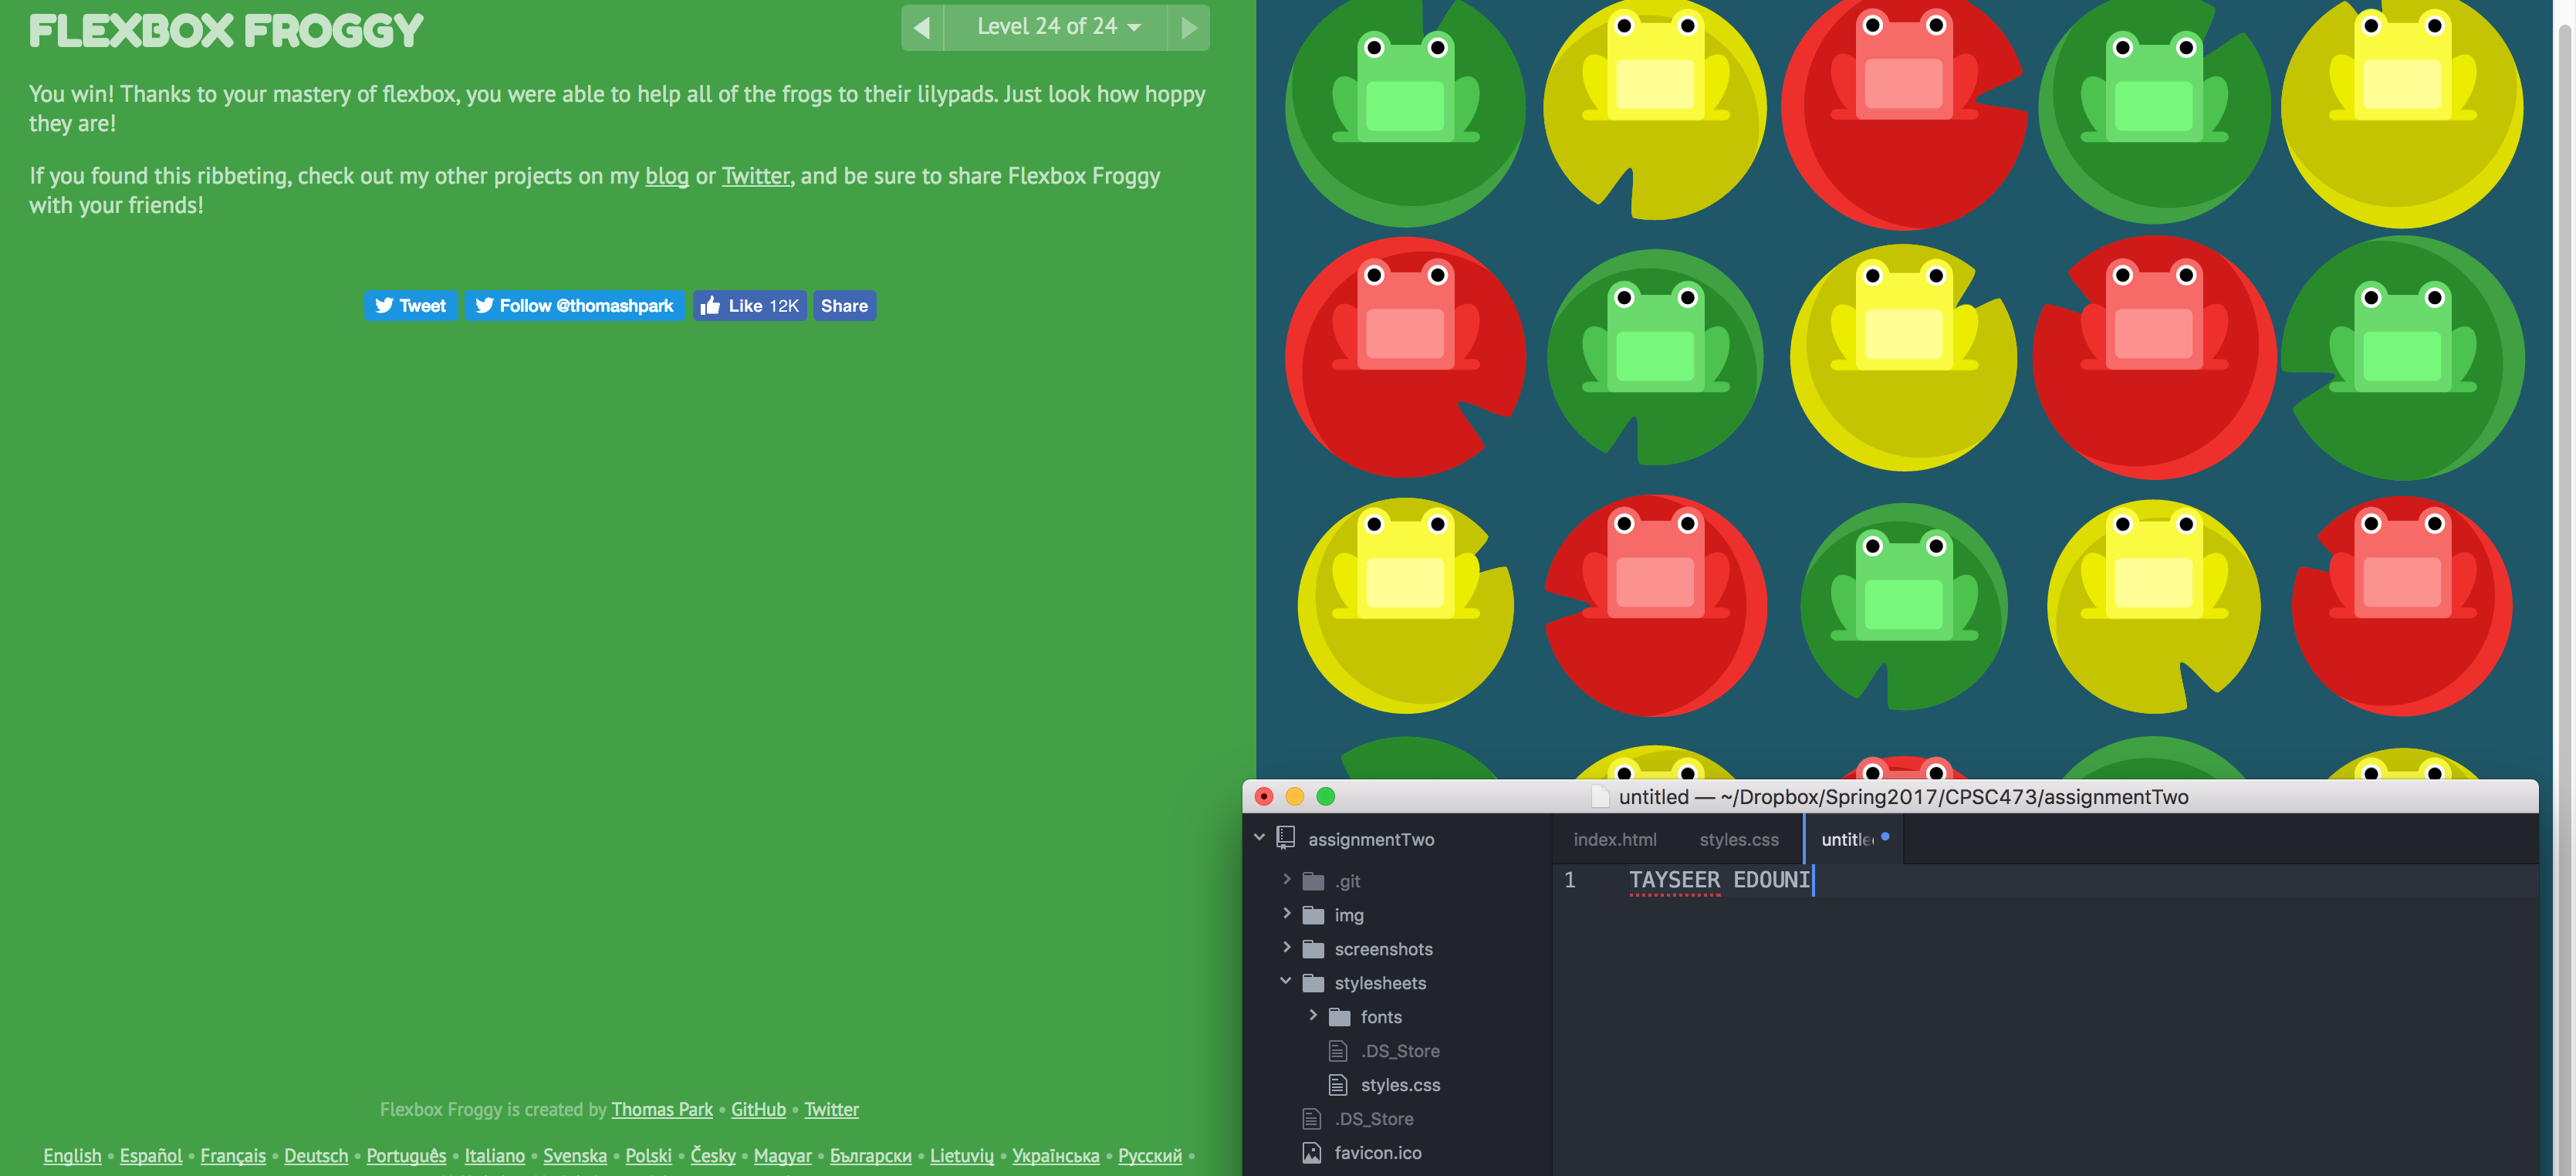 FLEXBOX FROGGY
Level 24 of 24
You win! Thanks to your mastery of flexbox, you were able to help all of the frogs to their lilypads. Just look how hoppy
they are!
If you found this ribbeting, check out my other projects on my blog or Twitter, and be sure to share Flexbox Froggy
with your friends!
Tweet
Follow @thomashpark
Like 12K
Share
Flexbox Froggy is created by Thomas Park • GitHub • Twitter
English • Español • Français • Deutsch • Português • Italiano • Svenska • Polski • Česky • Magyar • Български • Lietuvių • Українська • Русский •
untitled — ~/Dropbox/Spring2017/CPSC473/assignmentTwo
assignmentTwo
.git
img
screenshots
stylesheets
fonts
.DS_Store
styles.css
.DS_Store
favicon.ico
index.html
styles.css
1 TAYSEER EDOUNI